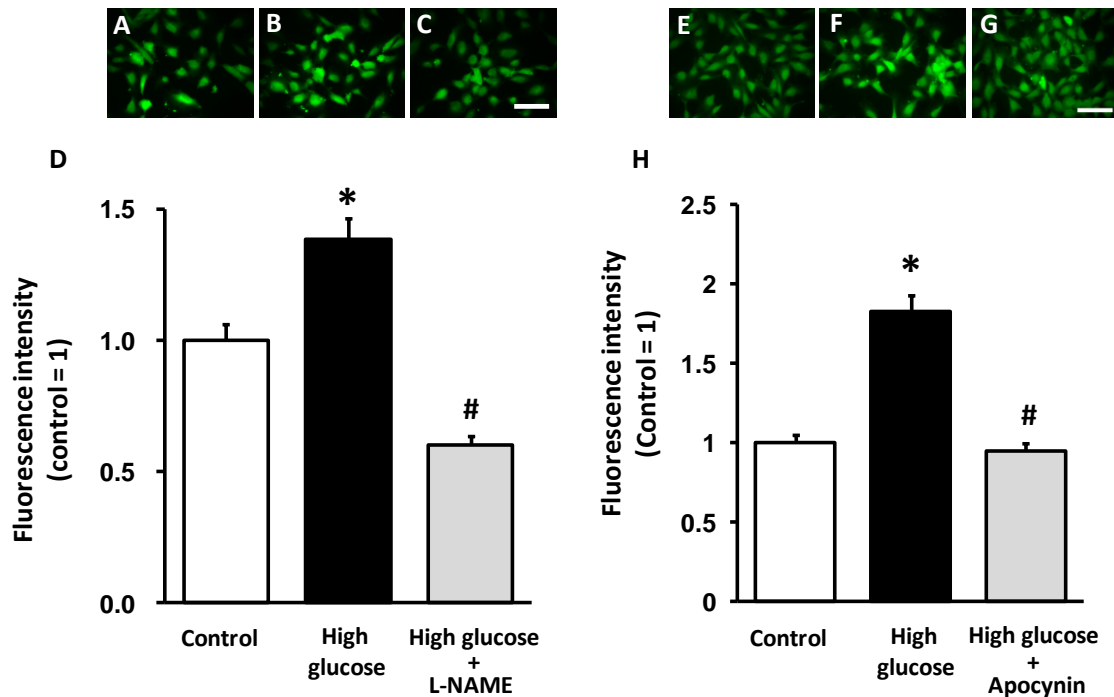 A B C
E F G
D
Fluorescence intensity
(control = 1)
1.5
1.0
0.5
0.0
*
#
Control
High
glucose
High glucose
+
L-NAME
H
Fluorescence intensity
(Control = 1)
2.5
2
1.5
1
0.5
0
*
#
Control
High
glucose
High glucose
+
Apocynin